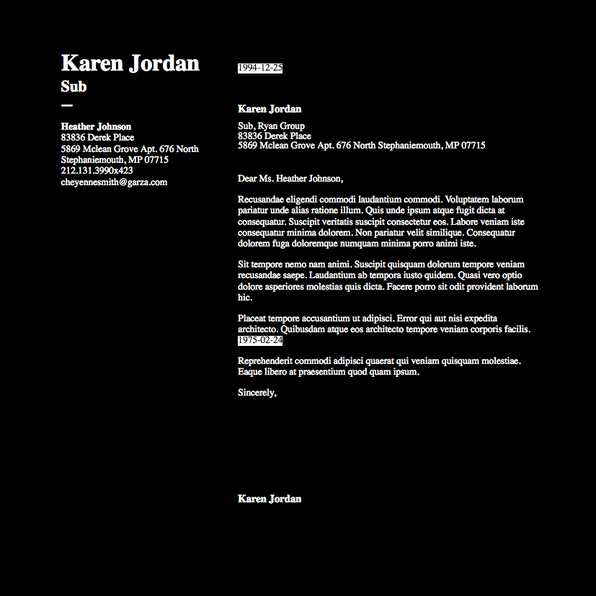 Karen Jordan
Sub
Heather Johnson
83836 Derek Place
5869 Mclean Grove Apt. 676 North
Stephaniemouth, MP 07715
212.131.3990x423
cheyennesmith@garza.com
1994-12-25
Karen Jordan
Sub, Ryan Group
83836 Derek Place
5869 Mclean Grove Apt. 676 North Stephaniemouth, MP 07715
Dear Ms. Heather Johnson,
Recusandae eligendi commodi laudantium commodi. Voluptatem laborum
pariatur unde alias ratione illum. Quis unde ipsum atque fugit dicta at
consequatur. Suscipit veritatis suscipit consectetur eos. Labore veniam iste
consequatur minima dolorem. Non pariatur velit similique. Consequatur
dolorem fuga doloremque numquam minima porro animi iste.
Sit tempore nemo nam animi. Suscipit quisquam dolorum tempore veniam
recusandae saepe. Laudantium ab tempora iusto quidem. Quasi vero optio
dolore asperiores molestias quis dicta. Facere porro sit odit provident laborum
hic.
Placeat tempore accusantium ut adipisci. Error qui aut nisi expedita
architecto. Quibusdam atque eos architecto tempore veniam corporis facilis.
1975-02-24
Reprehenderit commodi adipisci quaerat qui veniam quisquam molestiae.
Eaque libero at praesentium quod quam ipsum.
Sincerely,
Karen Jordan